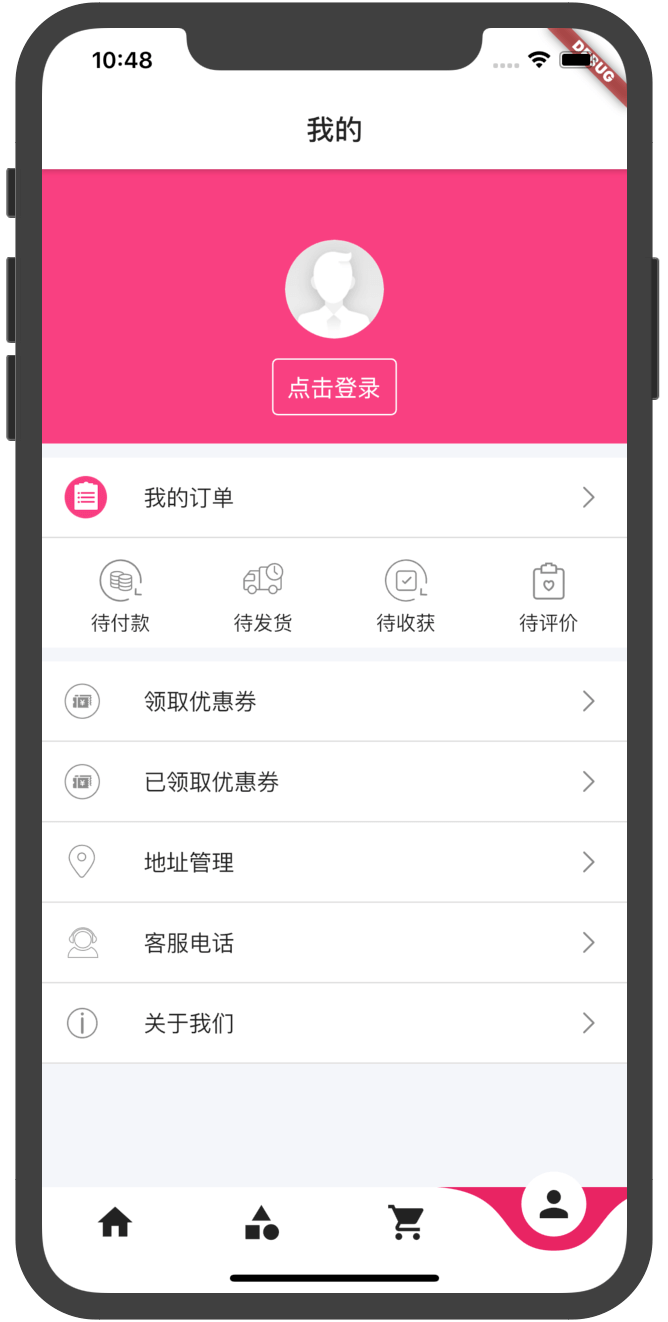 10:48
DEBUG
我的
点击登录
我的订单
待付款 待发货 待收获 待评价
领取优惠券
已领取优惠券
地址管理
客服电话
关于我们